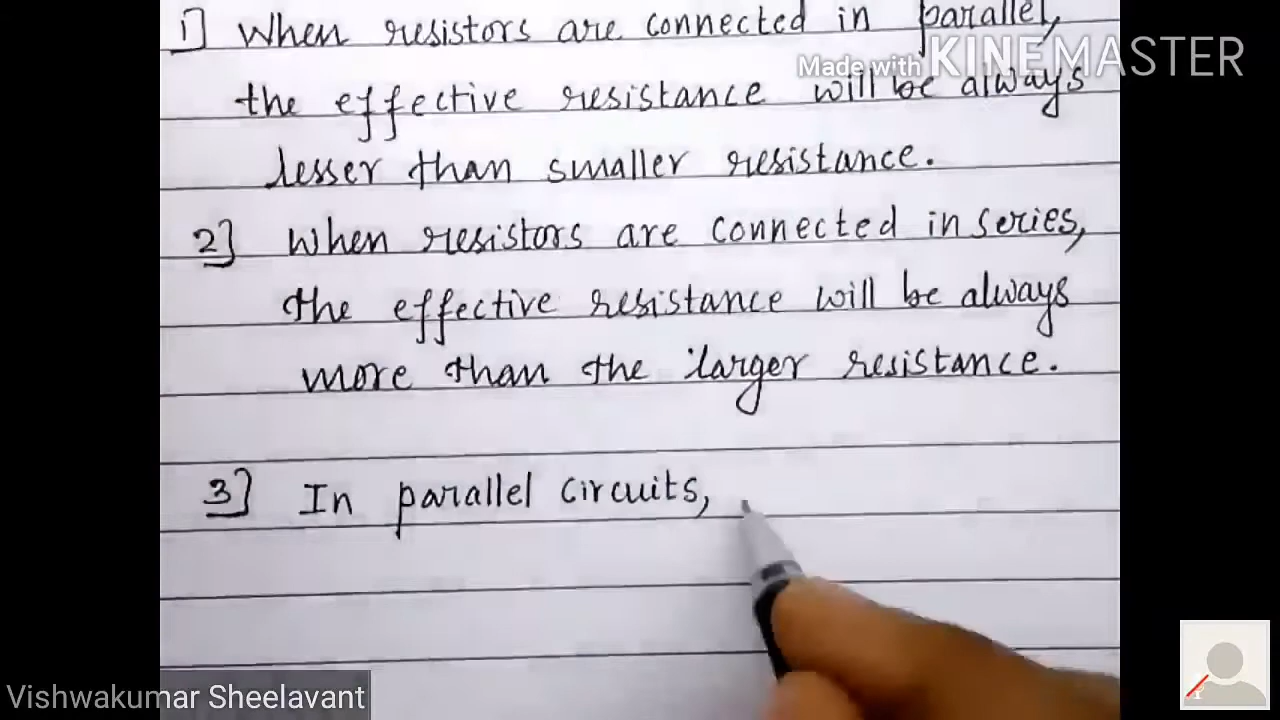 1] When resistors are connected in parallel,
Made with KINEMASTER
the effective resistance will be always
lesser than smaller resistance.
2] When resistors are connected in series,
the effective resistance will be always
more than the larger resistance.
3] In parallel circuits,
Vishwakumar Sheelavant